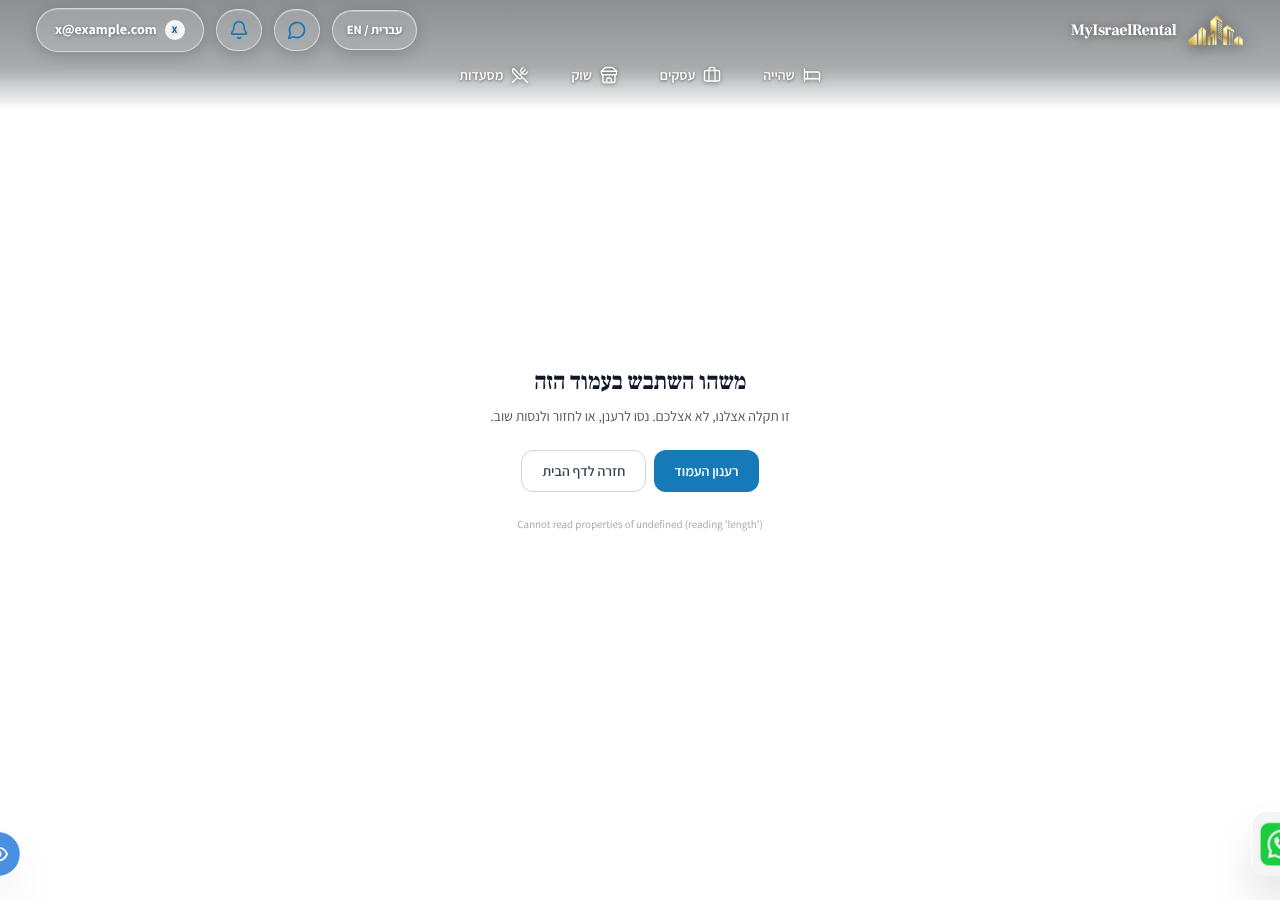 MyIsraelRental
עברית / EN
X x@example.com
שהייה
עסקים
שוק
מסעדות
משהו השתבש בעמוד הזה
זו תקלה אצלנו, לא אצלכם. נסו לרענן, או לחזור ולנסות שוב.
רענון העמוד
חזרה לדף הבית
Cannot read properties of undefined (reading 'length')